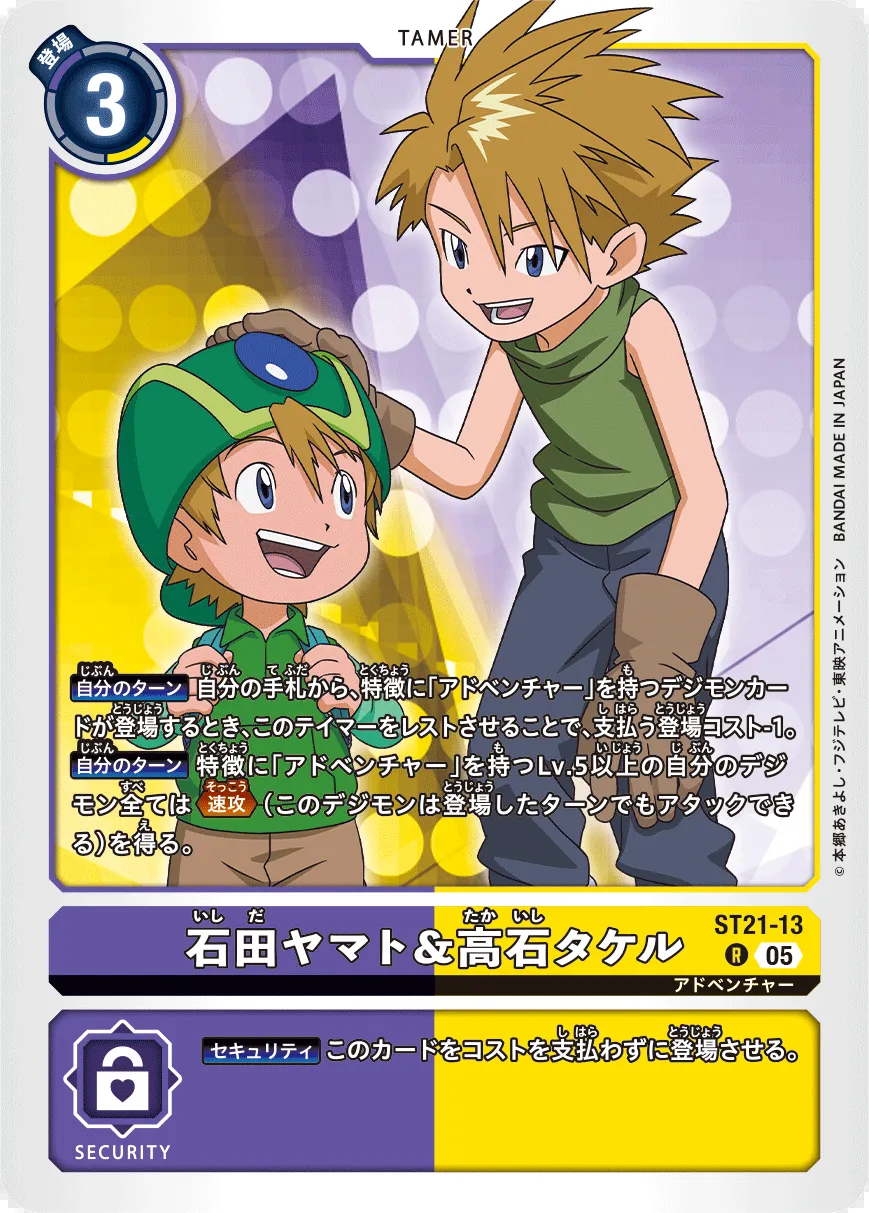 TAMER
登場
3
自分のターン 自分の手札から、特徴に「アドベンチャー」を持つデジモンカー
ドが登場するとき、このテイマーをレストさせることで、支払う登場コスト-1。
自分のターン 特徴に「アドベンチャー」を持つLv.5以上の自分のデジ
モン全ては 速攻 (このデジモンは登場したターンでもアタックでき
る)を得る。
©本郷あきよし・フジテレビ・東映アニメーション BANDAI MADE IN JAPAN
いし だ たか いし
石田ヤマト&高石タケル
ST21-13
R 05
アドベンチャー
セキュリティ このカードをコストを支払わずに登場させる。
SECURITY